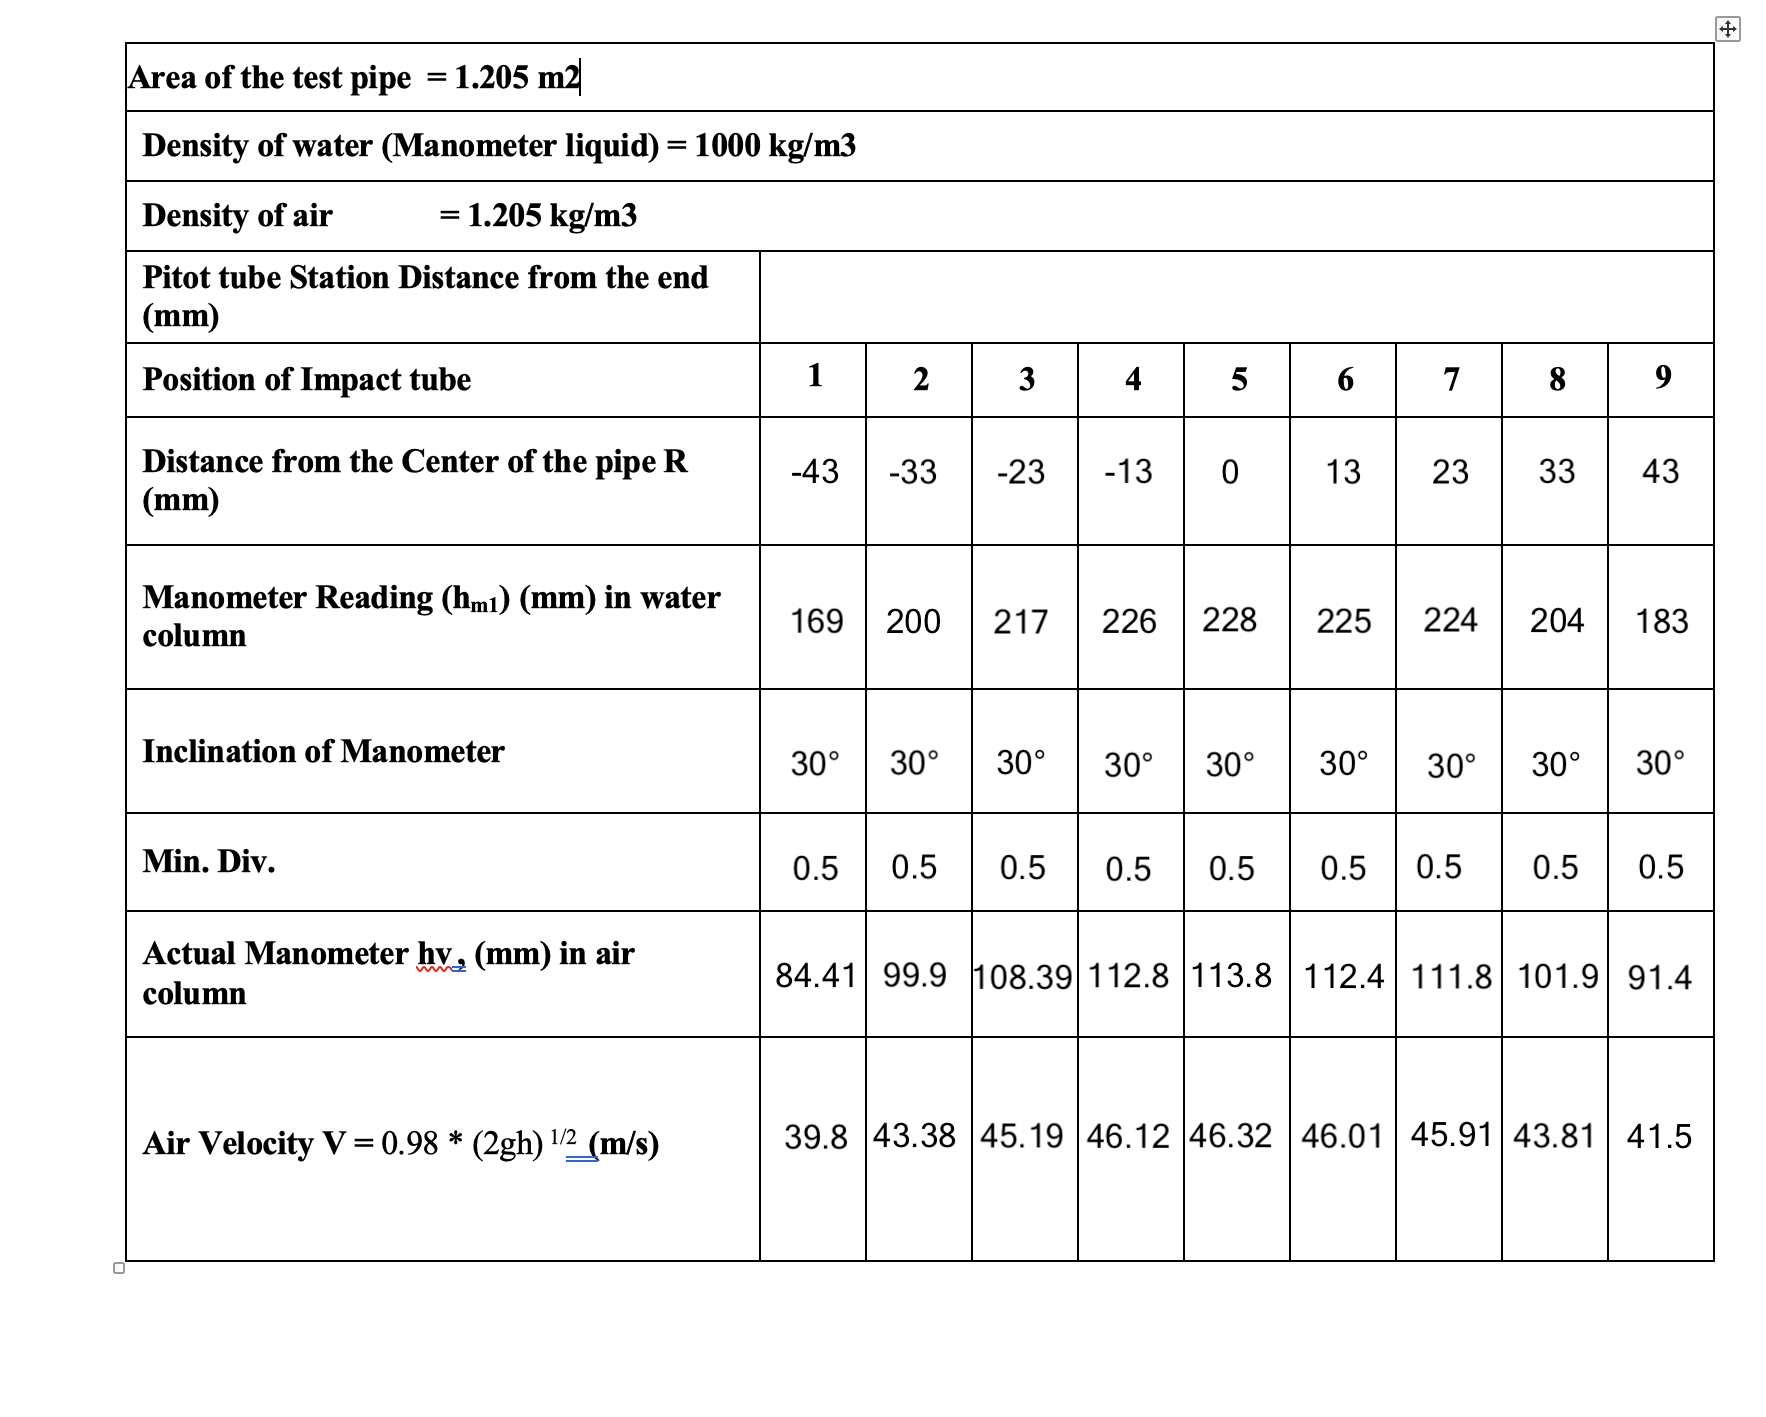 Area of the test pipe = 1.205 m2
Density of water (Manometer liquid) = 1000 kg/m3
Density of air = 1.205 kg/m3
Pitot tube Station Distance from the end
(mm)
Position of Impact tube 1 2 3 4 5 6 7 8 9
Distance from the Center of the pipe R
(mm) -43 -33 -23 -13 0 13 23 33 43
Manometer Reading (hm1) (mm) in water
column 169 200 217 226 228 225 224 204 183
Inclination of Manometer 30° 30° 30° 30° 30° 30° 30° 30° 30°
Min. Div. 0.5 0.5 0.5 0.5 0.5 0.5 0.5 0.5 0.5
Actual Manometer hv, (mm) in air
column 84.41 99.9 108.39 112.8 113.8 112.4 111.8 101.9 91.4
Air Velocity V = 0.98 * (2gh) 1/2 (m/s) 39.8 43.38 45.19 46.12 46.32 46.01 45.91 43.81 41.5